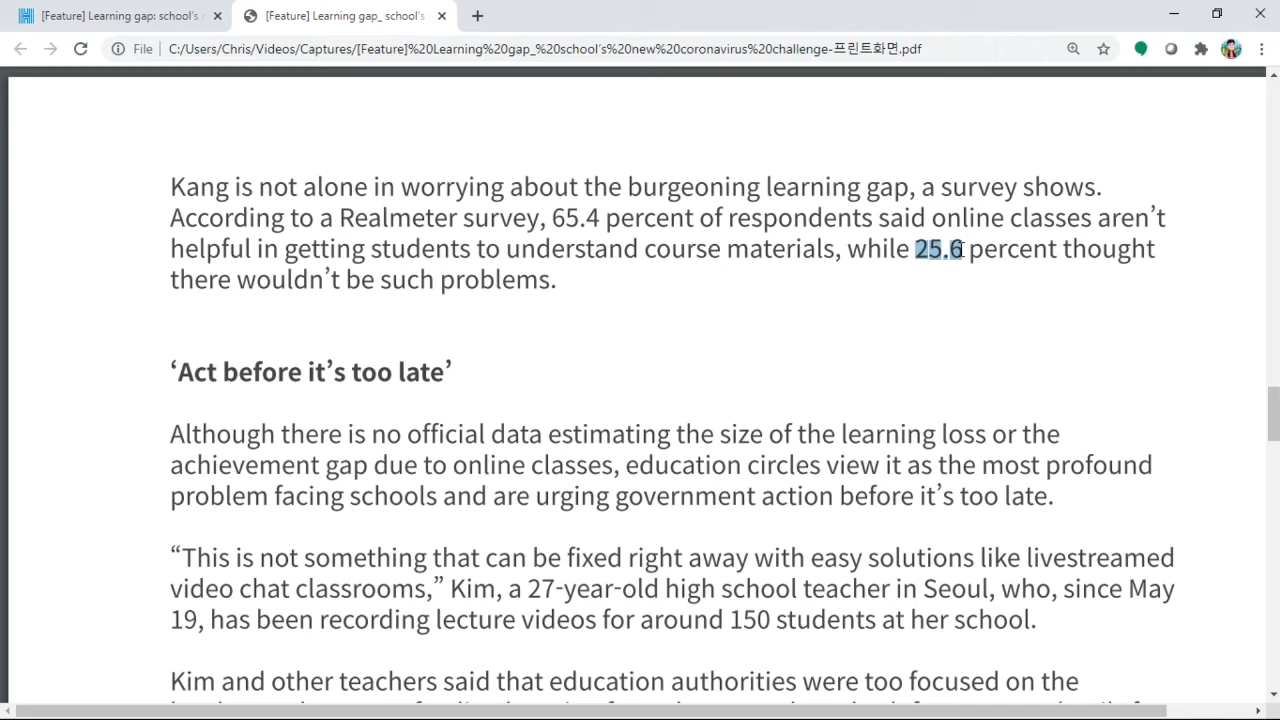 [Feature] Learning gap: school's
[Feature] Learning gap_ school's
File
C:/Users/Chris/Videos/Captures/[Feature]%20Learning%20gap_%20school's%20new%20coronavirus%20challenge-프린트화면.pdf
Kang is not alone in worrying about the burgeoning learning gap, a survey shows.
According to a Realmeter survey, 65.4 percent of respondents said online classes aren’t
helpful in getting students to understand course materials, while 25.6 percent thought
there wouldn’t be such problems.
‘Act before it’s too late’
Although there is no official data estimating the size of the learning loss or the
achievement gap due to online classes, education circles view it as the most profound
problem facing schools and are urging government action before it’s too late.
“This is not something that can be fixed right away with easy solutions like livestreamed
video chat classrooms,” Kim, a 27-year-old high school teacher in Seoul, who, since May
19, has been recording lecture videos for around 150 students at her school.
Kim and other teachers said that education authorities were too focused on the